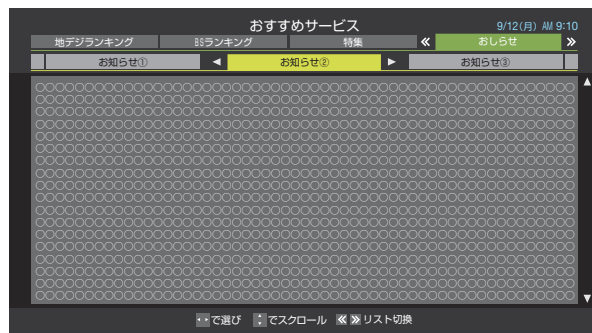 おすすめサービス
9/12(月) AM 9:10
地デジランキング BSランキング 特集 ≪ おしらせ ≫
お知らせ① ◀ お知らせ② ▶ お知らせ③
で選び でスクロール ≪ ≫ リスト切換